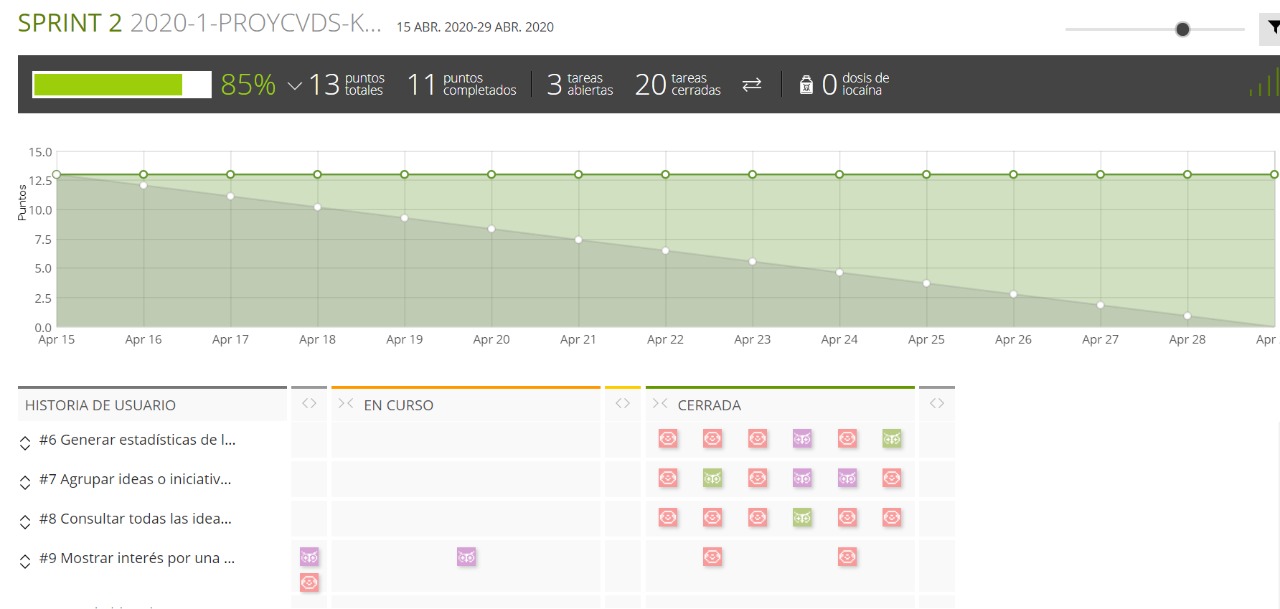 SPRINT 2 2020-1-PROYCVDS-K... 15 ABR. 2020-29 ABR. 2020
85% 13 puntos totales 11 puntos completados 3 tareas abiertas 20 tareas cerradas 0 dosis de iocaína
15.0
12.5
10.0
7.5
5.0
2.5
0.0
Puntos
Apr 15 Apr 16 Apr 17 Apr 18 Apr 19 Apr 20 Apr 21 Apr 22 Apr 23 Apr 24 Apr 25 Apr 26 Apr 27 Apr 28 Apr
HISTORIA DE USUARIO EN CURSO CERRADA
#6 Generar estadísticas de l...
#7 Agrupar ideas o iniciativ...
#8 Consultar todas las idea...
#9 Mostrar interés por una ...